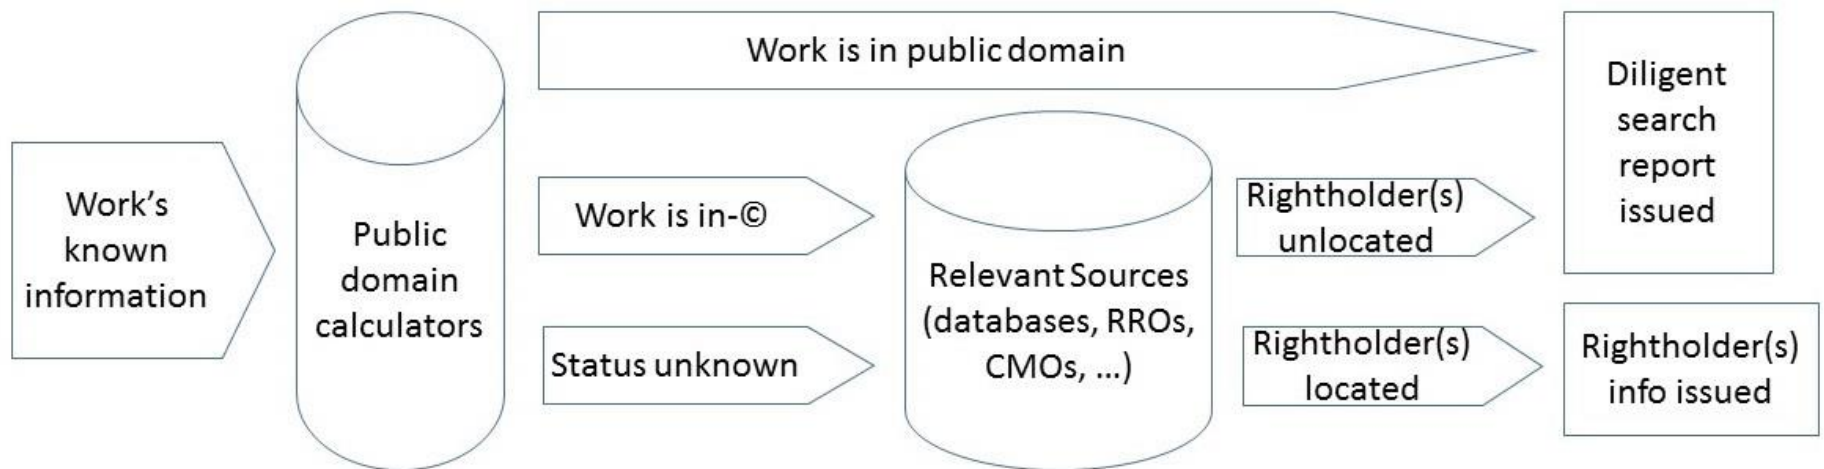 Work’s
known
information
Public
domain
calculators
Work is in public domain
Work is in-©
Status unknown
Relevant Sources
(databases, RROs,
CMOs, ...)
Rightholder(s)
unlocated
Rightholder(s)
located
Diligent
search
report
issued
Rightholder(s)
info issued